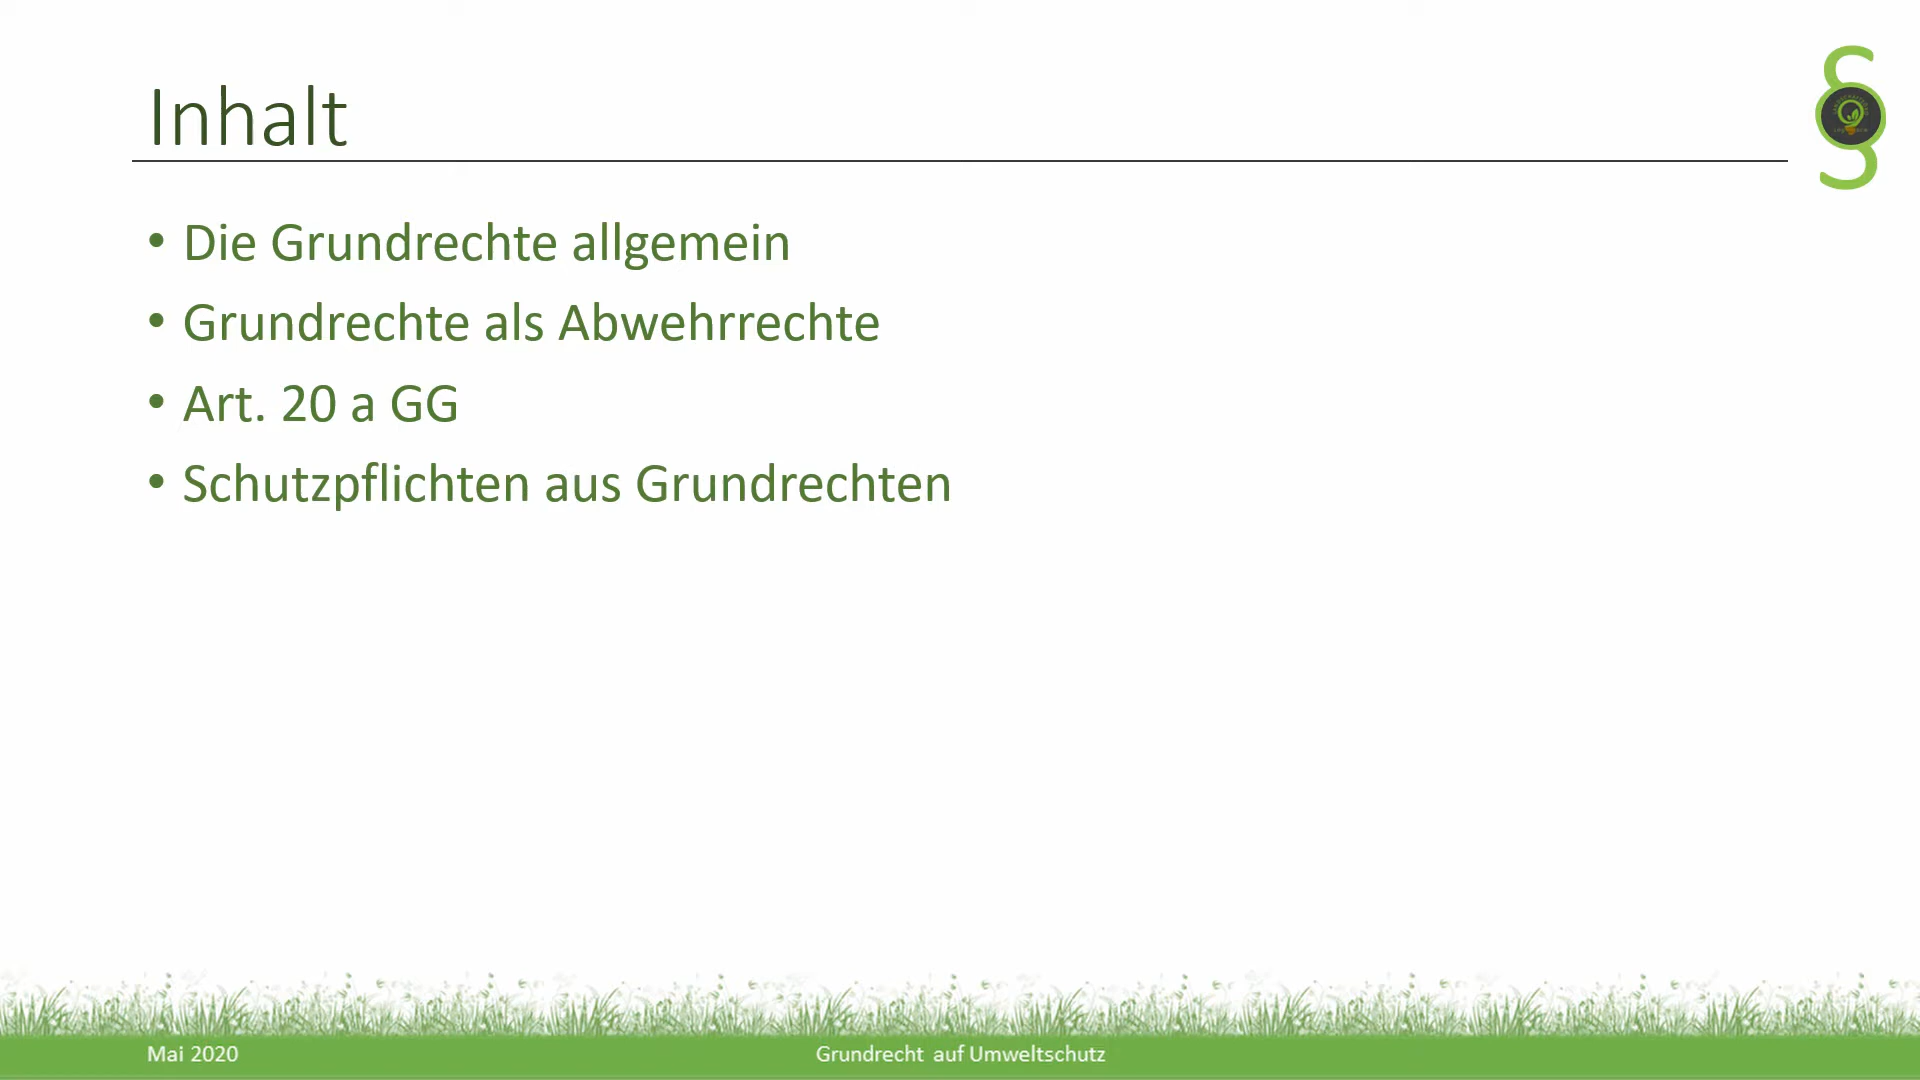 Inhalt
• Die Grundrechte allgemein
• Grundrechte als Abwehrrechte
• Art. 20 a GG
• Schutzpflichten aus Grundrechten
Mai 2020
Grundrecht auf Umweltschutz